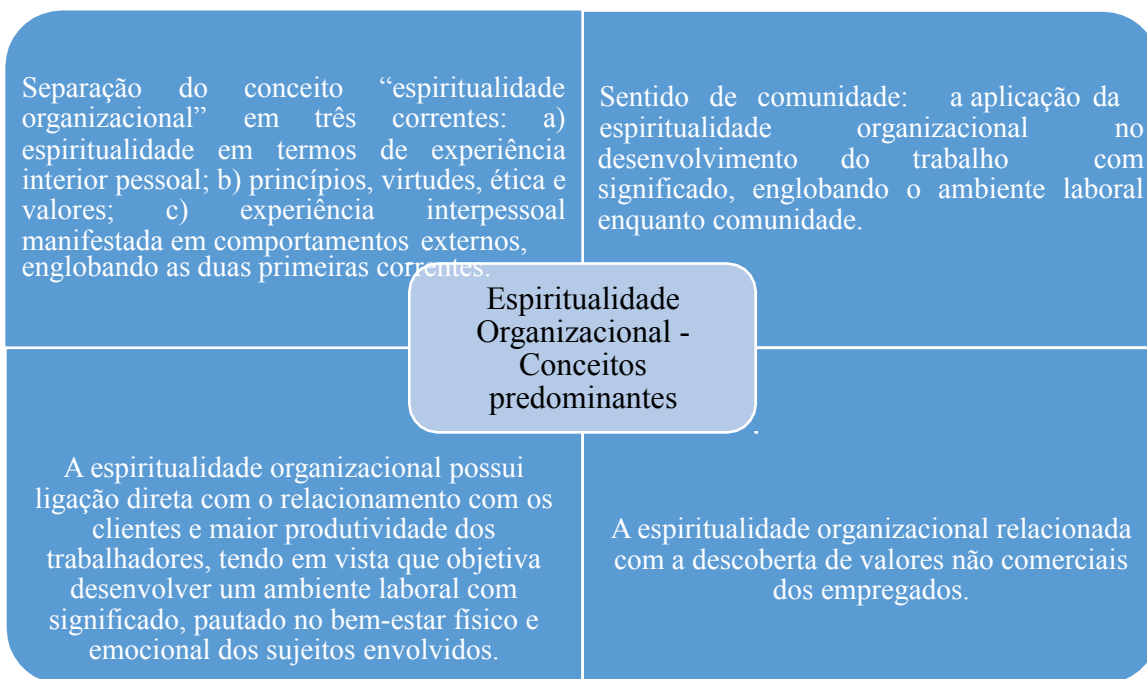 Separação do conceito “espiritualidade
organizacional” em três correntes: a)
espiritualidade em termos de experiência
interior pessoal; b) princípios, virtudes, ética e
valores; c) experiência interpessoal
manifestada em comportamentos externos,
englobando as duas primeiras correntes.
Sentido de comunidade: a aplicação da
espiritualidade organizacional no
desenvolvimento do trabalho com
significado, englobando o ambiente laboral
enquanto comunidade.
Espiritualidade
Organizacional -
Conceitos
predominantes
A espiritualidade organizacional possui
ligação direta com o relacionamento com os
clientes e maior produtividade dos
trabalhadores, tendo em vista que objetiva
desenvolver um ambiente laboral com
significado, pautado no bem-estar físico e
emocional dos sujeitos envolvidos.
A espiritualidade organizacional relacionada
com a descoberta de valores não comerciais
dos empregados.